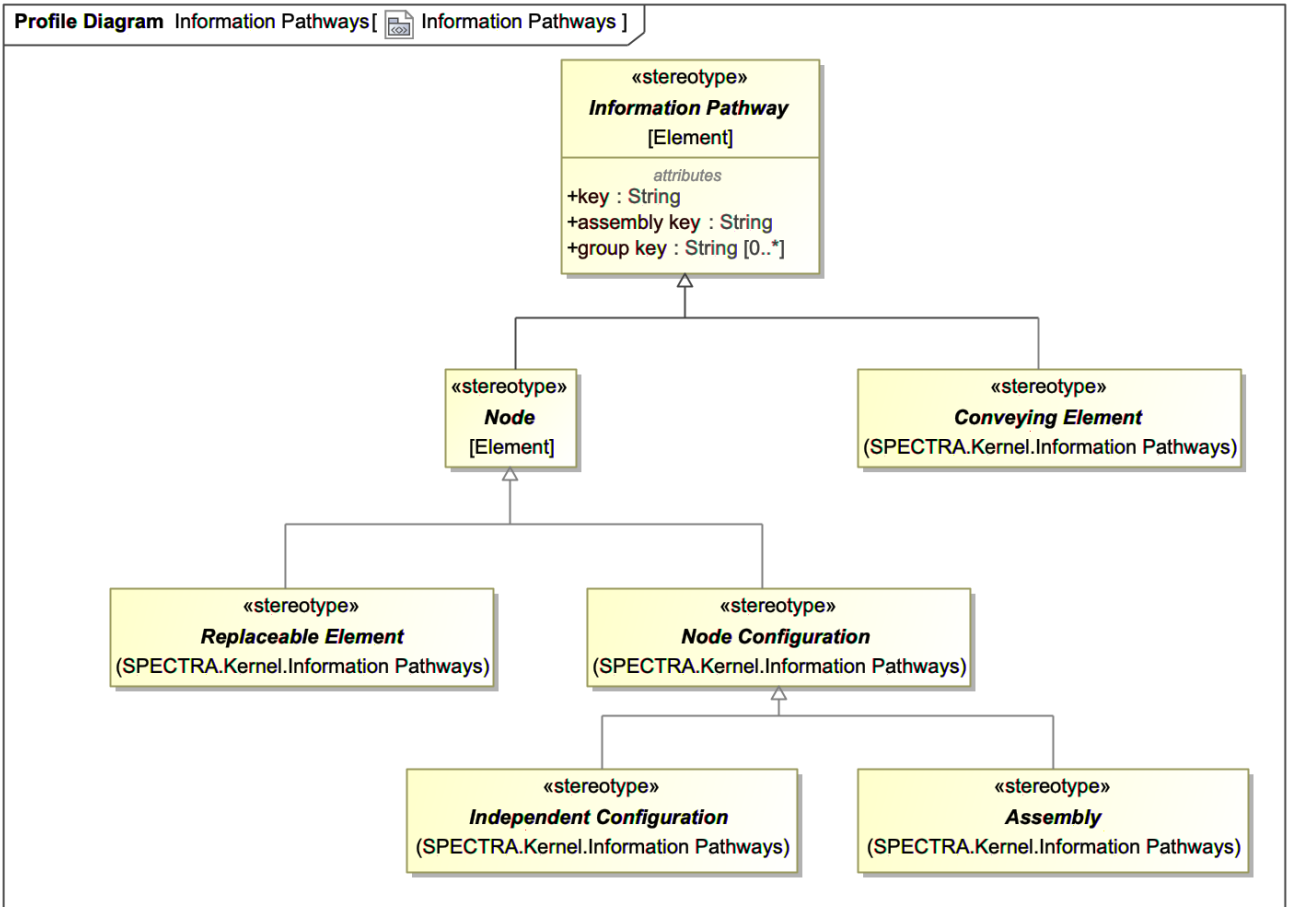 Profile Diagram Information Pathways[ Information Pathways ]
«stereotype»
Information Pathway
[Element]
attributes
+key : String
+assembly key : String
+group key : String [0..*]
«stereotype»
Node
[Element]
«stereotype»
Conveying Element
(SPECTRA.Kernel.Information Pathways)
«stereotype»
Replaceable Element
(SPECTRA.Kernel.Information Pathways)
«stereotype»
Node Configuration
(SPECTRA.Kernel.Information Pathways)
«stereotype»
Independent Configuration
(SPECTRA.Kernel.Information Pathways)
«stereotype»
Assembly
(SPECTRA.Kernel.Information Pathways)